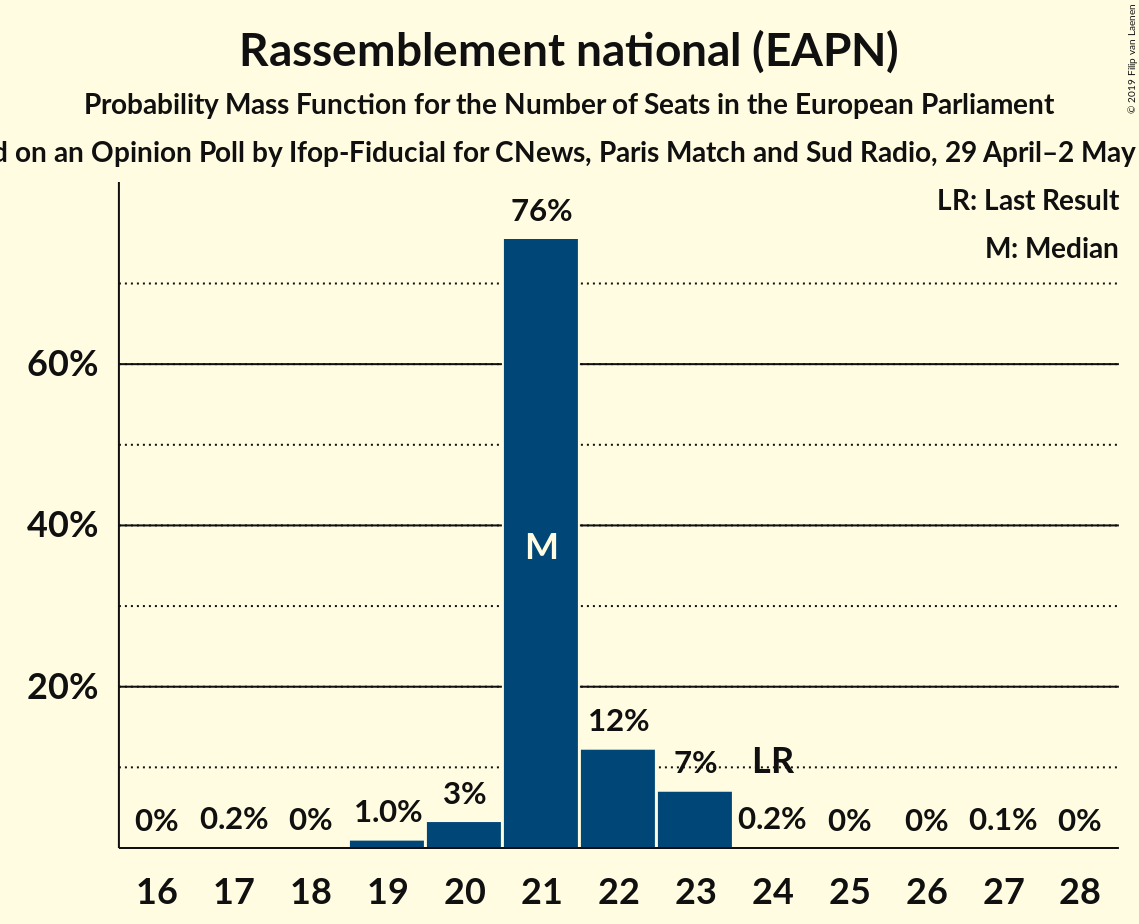 Rassemblement national (EAPN)
Probability Mass Function for the Number of Seats in the European Parliament
on an Opinion Poll by Ifop-Fiducial for CNews, Paris Match and Sud Radio, 29 April–2 May
© 2019 Filip van Laenen
LR: Last Result
M: Median
76%
60%
40%
M
20%
12%
7%
LR
3%
1.0%
0% 0.2% 0% 0.2% 0% 0% 0.1% 0%
16 17 18 19 20 21 22 23 24 25 26 27 28